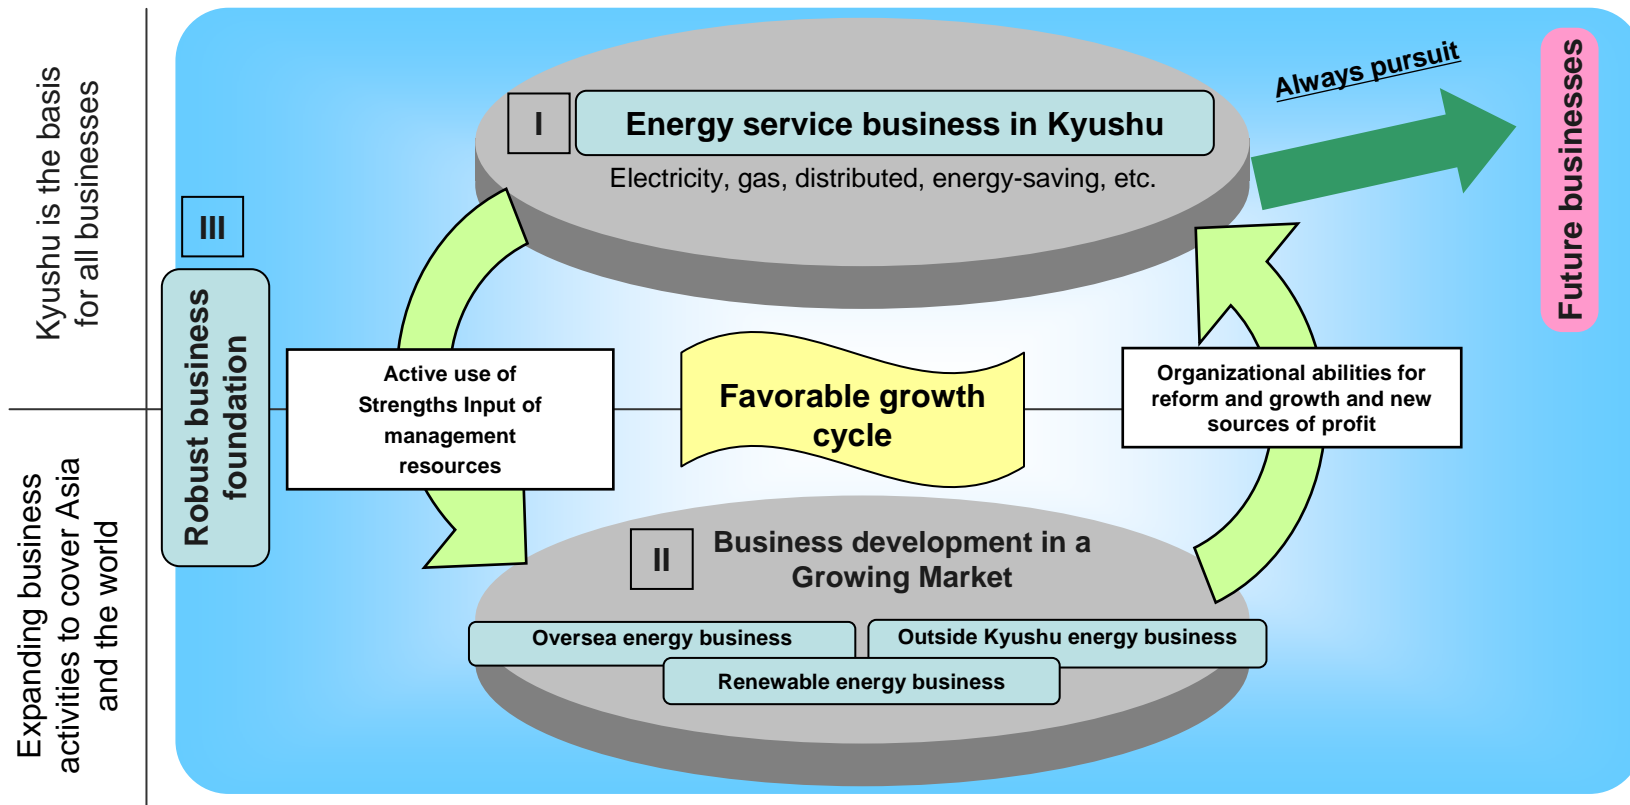 Kyushu is the basis
for all businesses
Expanding business
activities to cover Asia
and the world
III
Robust business
foundation
I
Energy service business in Kyushu
Electricity, gas, distributed, energy-saving, etc.
Always pursuit
Future businesses
Active use of
Strengths Input of
management
resources
Favorable growth
cycle
Organizational abilities for
reform and growth and new
sources of profit
II
Business development in a
Growing Market
Oversea energy business
Outside Kyushu energy business
Renewable energy business